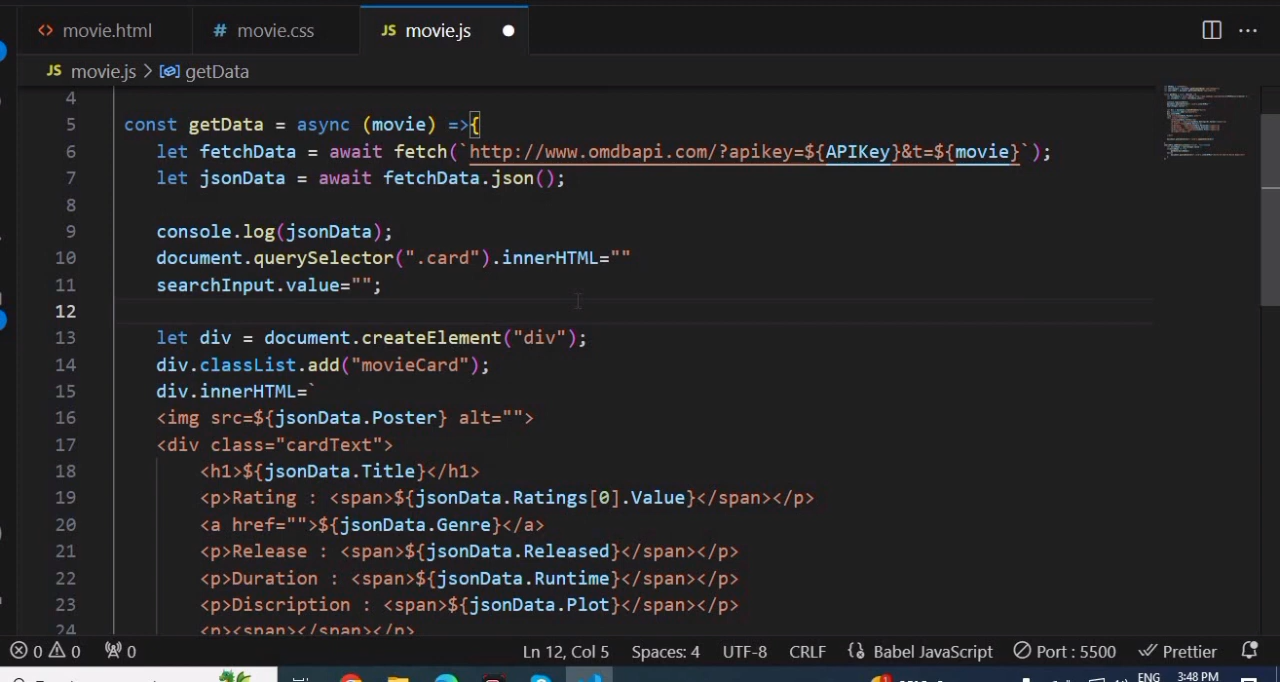 movie.html
# movie.css
JS movie.js
JS movie.js > getData
4
5 const getData = async (movie) =>{
6 let fetchData = await fetch(`http://www.omdbapi.com/?apikey=${APIKey}&t=${movie}`);
7 let jsonData = await fetchData.json();
8
9 console.log(jsonData);
10 document.querySelector(".card").innerHTML=""
11 searchInput.value="";
12
13 let div = document.createElement("div");
14 div.classList.add("movieCard");
15 div.innerHTML=`
16 <img src=${jsonData.Poster} alt="">
17 <div class="cardText">
18 <h1>${jsonData.Title}</h1>
19 <p>Rating : <span>${jsonData.Ratings[0].Value}</span></p>
20 <a href="">${jsonData.Genre}</a>
21 <p>Release : <span>${jsonData.Released}</span></p>
22 <p>Duration : <span>${jsonData.Runtime}</span></p>
23 <p>Discription : <span>${jsonData.Plot}</span></p>
24 <p><span></span></p>
0 0 0 Ln 12, Col 5 Spaces: 4 UTF-8 CRLF Babel JavaScript Port : 5500 Prettier
ENG 3:48 PM